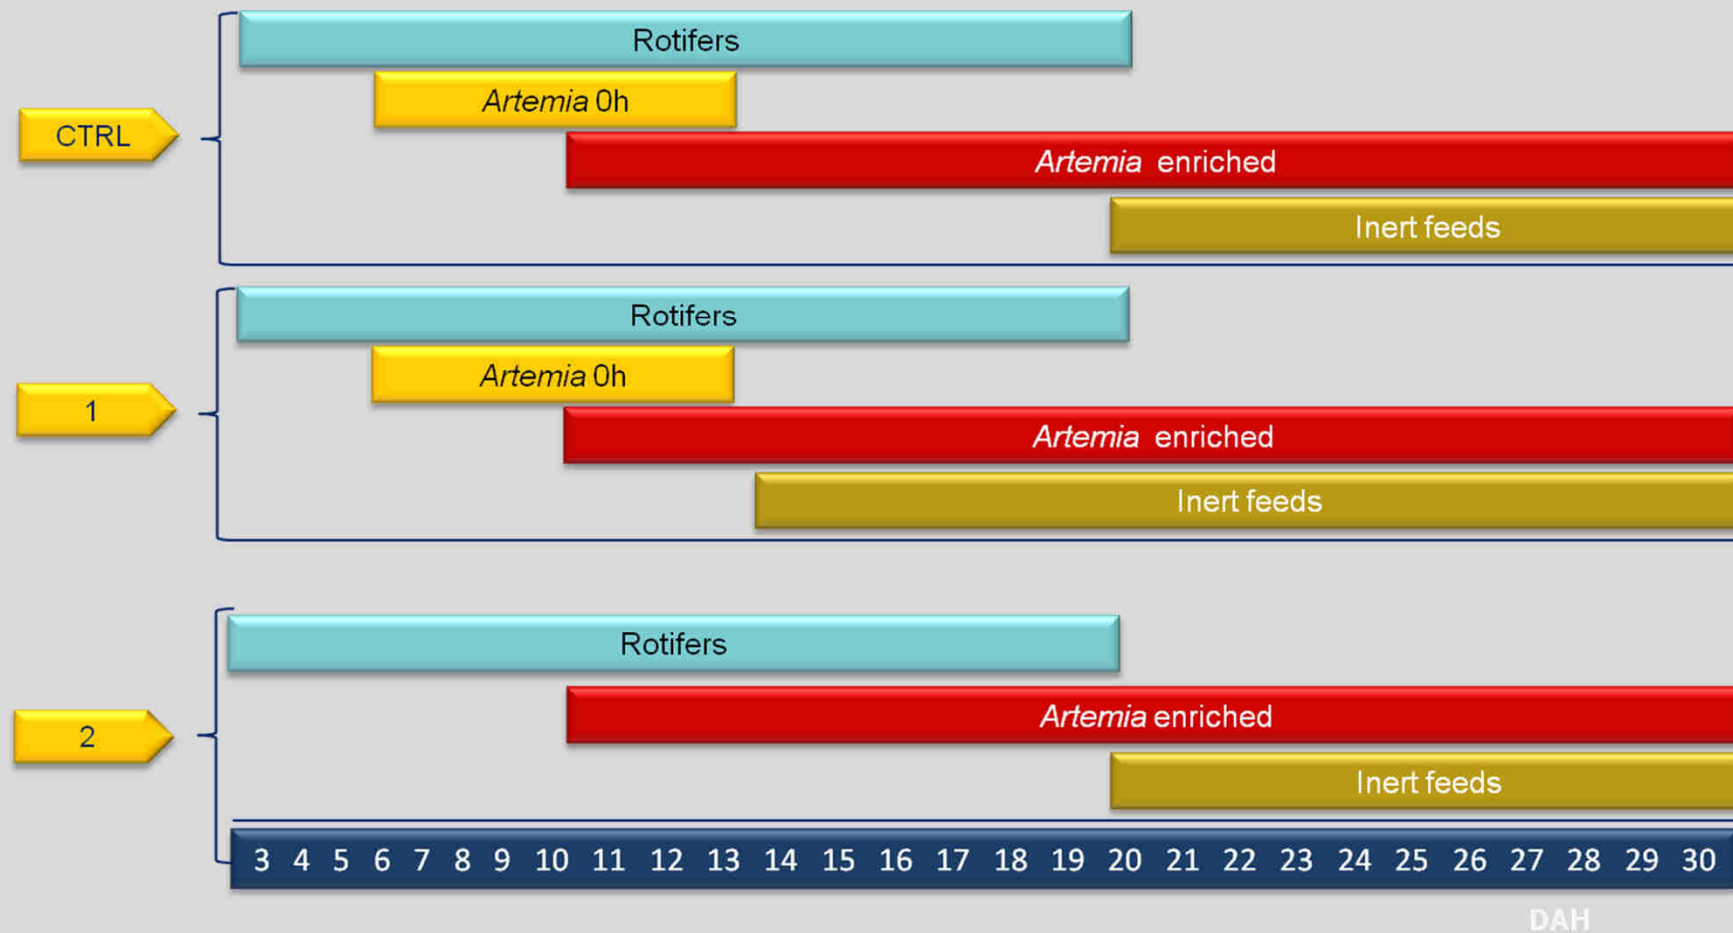 Rotifers
Artemia 0h
CTRL
Artemia enriched
Inert feeds
Rotifers
Artemia 0h
1
Artemia enriched
Inert feeds
Rotifers
Artemia enriched
2
Inert feeds
3 4 5 6 7 8 9 10 11 12 13 14 15 16 17 18 19 20 21 22 23 24 25 26 27 28 29 30
DAH